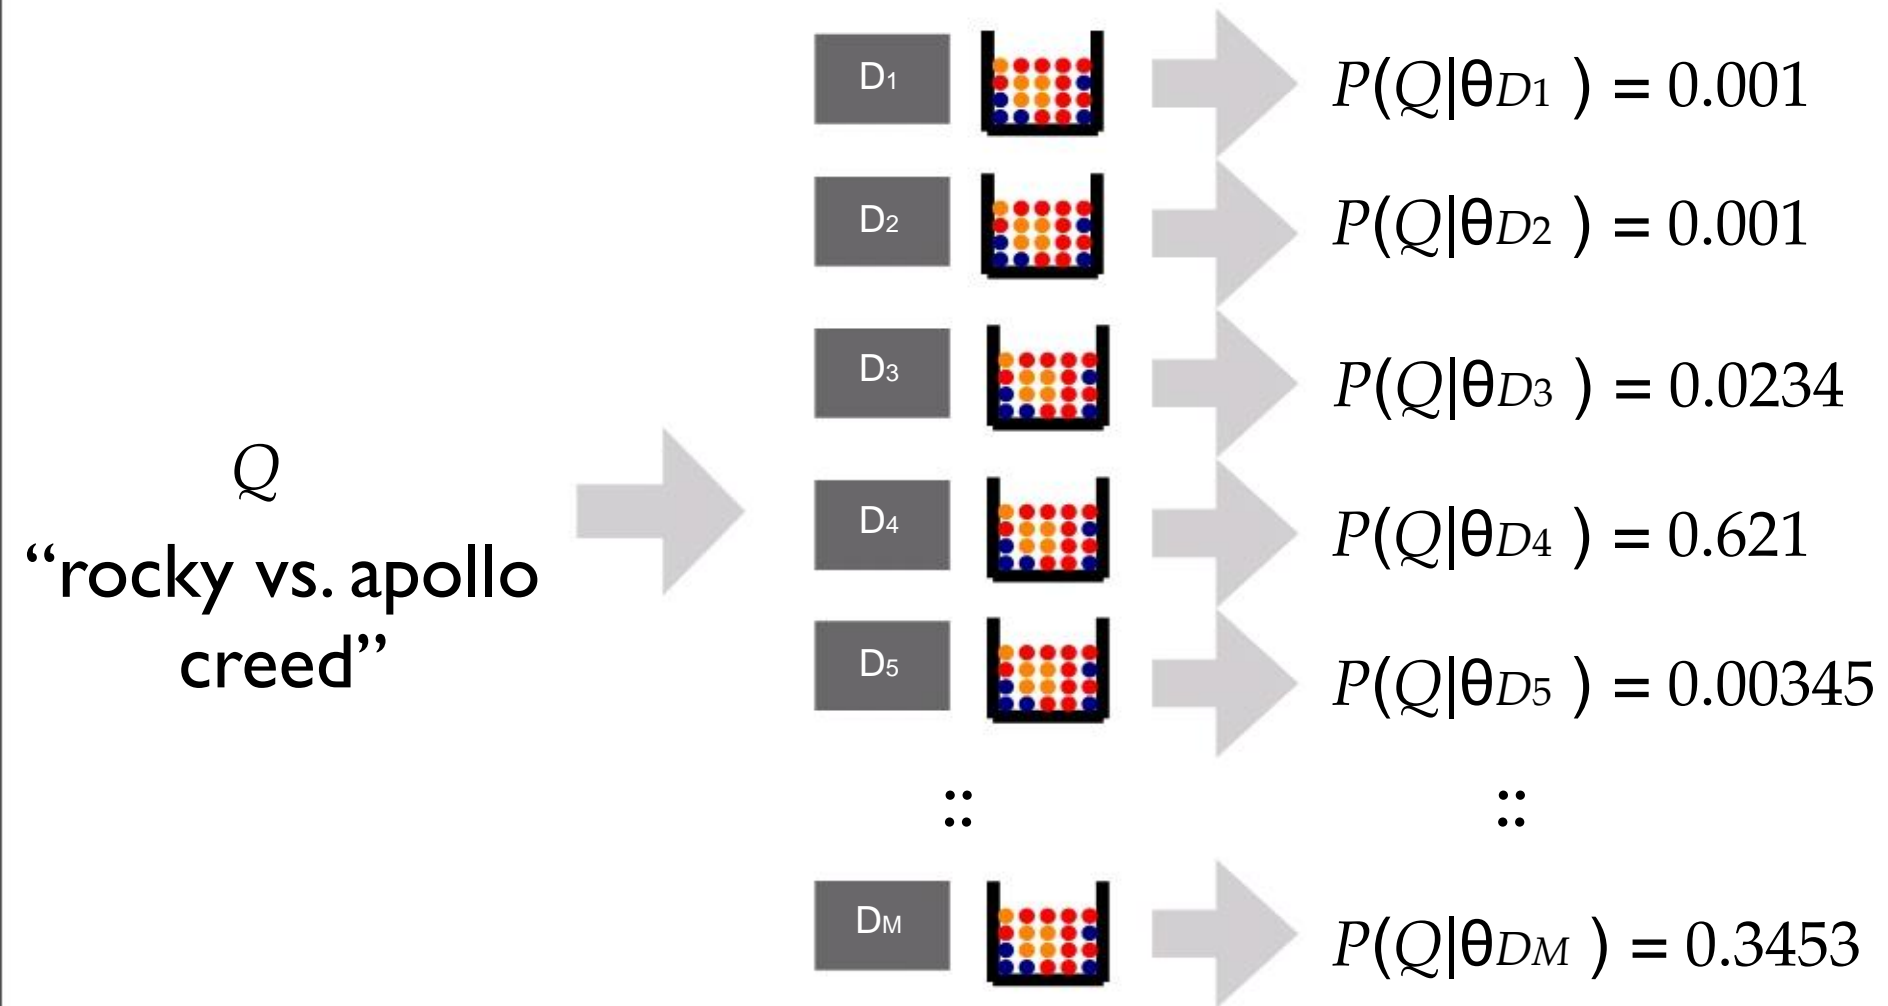 Q
“rocky vs. apollo
creed”
D1
P(Q|θD1 ) = 0.001
D2
P(Q|θD2 ) = 0.001
D3
P(Q|θD3 ) = 0.0234
D4
P(Q|θD4 ) = 0.621
D5
P(Q|θD5 ) = 0.00345
:: ::
DM
P(Q|θDM ) = 0.3453